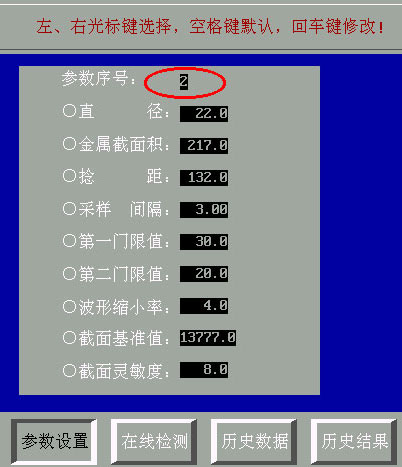 左、右光标键选择，空格键默认，回车键修改！
参数序号： 2
○直 径： 22.0
○金属截面积： 217.0
○捻 距： 132.0
○采样 间隔： 3.00
○第一门限值： 30.0
○第二门限值： 20.0
○波形缩小率： 4.0
○截面基准值： 13777.0
○截面灵敏度： 8.0
参数设置 在线检测 历史数据 历史结果